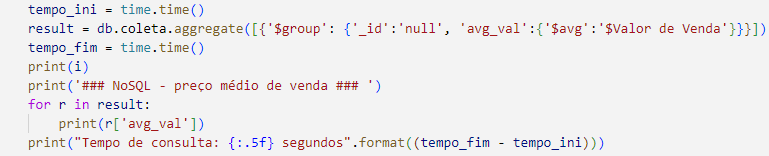 tempo_ini = time.time()
result = db.coleta.aggregate([{'$group': {'_id':'null', 'avg_val':{'$avg':'$Valor de Venda'}}}])
tempo_fim = time.time()
print(i)
print('### NoSQL - preço médio de venda ### ')
for r in result:
    print(r['avg_val'])
print("Tempo de consulta: {:.5f} segundos".format((tempo_fim - tempo_ini)))